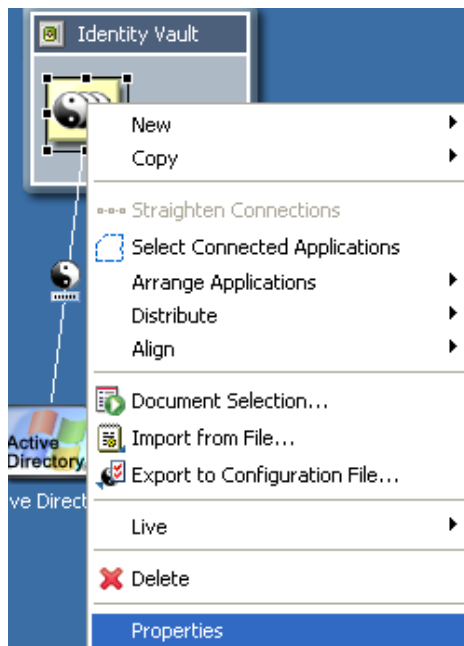 Identity Vault
New
Copy
Straighten Connections
Select Connected Applications
Arrange Applications
Distribute
Align
Document Selection...
Import from File...
Export to Configuration File...
Live
Delete
Properties
Active
Directory
ve Direct